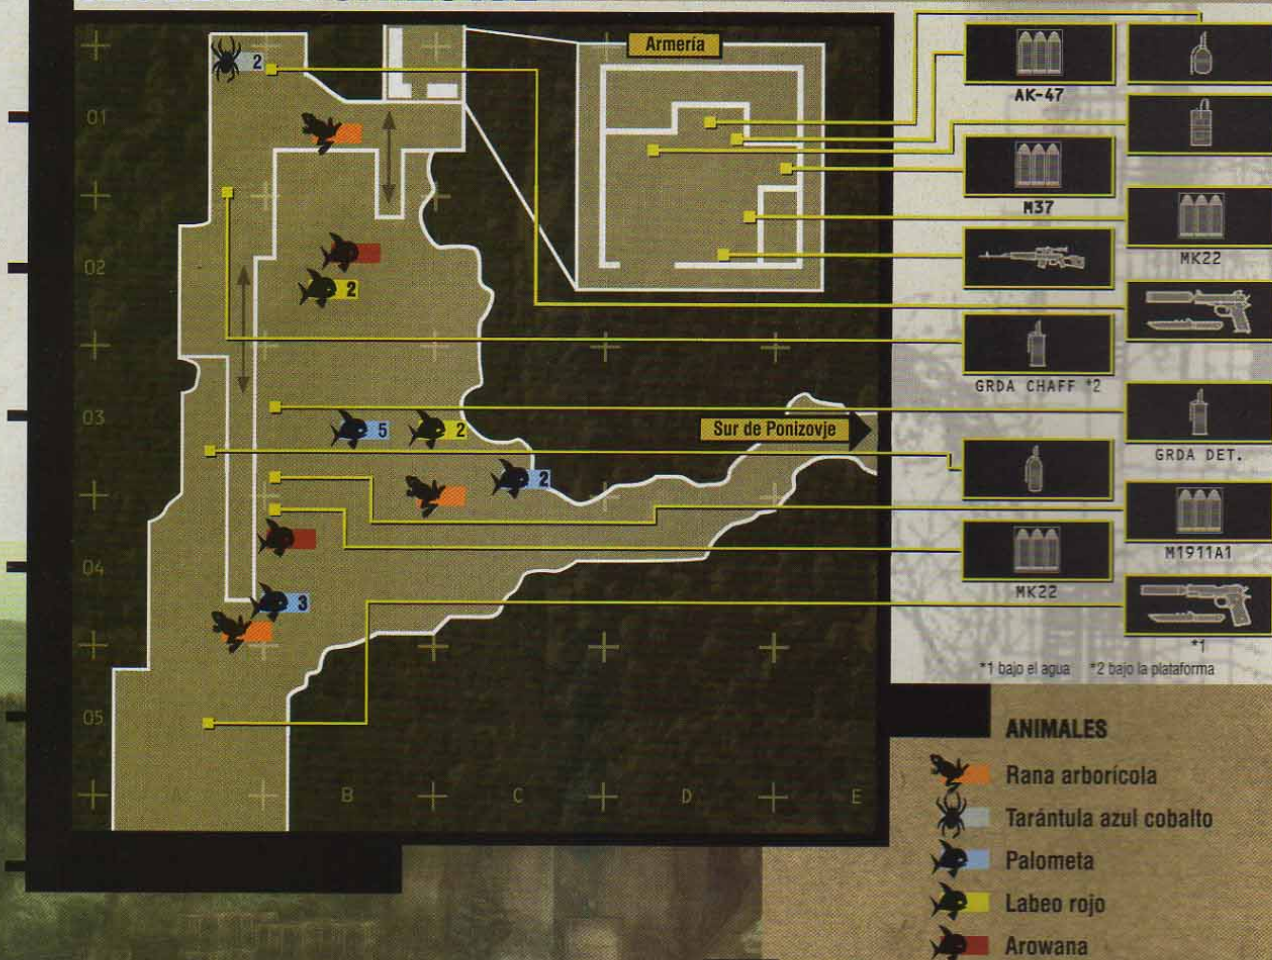 Armería
01
02
03
04
05
A
B
C
D
E
2
2
5
2
2
3
Sur de Ponizovje
AK-47
M37
MK22
GRDA CHAFF *2
GRDA DET.
M1911A1
MK22
*1
*1 bajo el agua *2 bajo la plataforma
ANIMALES
Rana arborícola
Tarántula azul cobalto
Palometa
Labeo rojo
Arowana